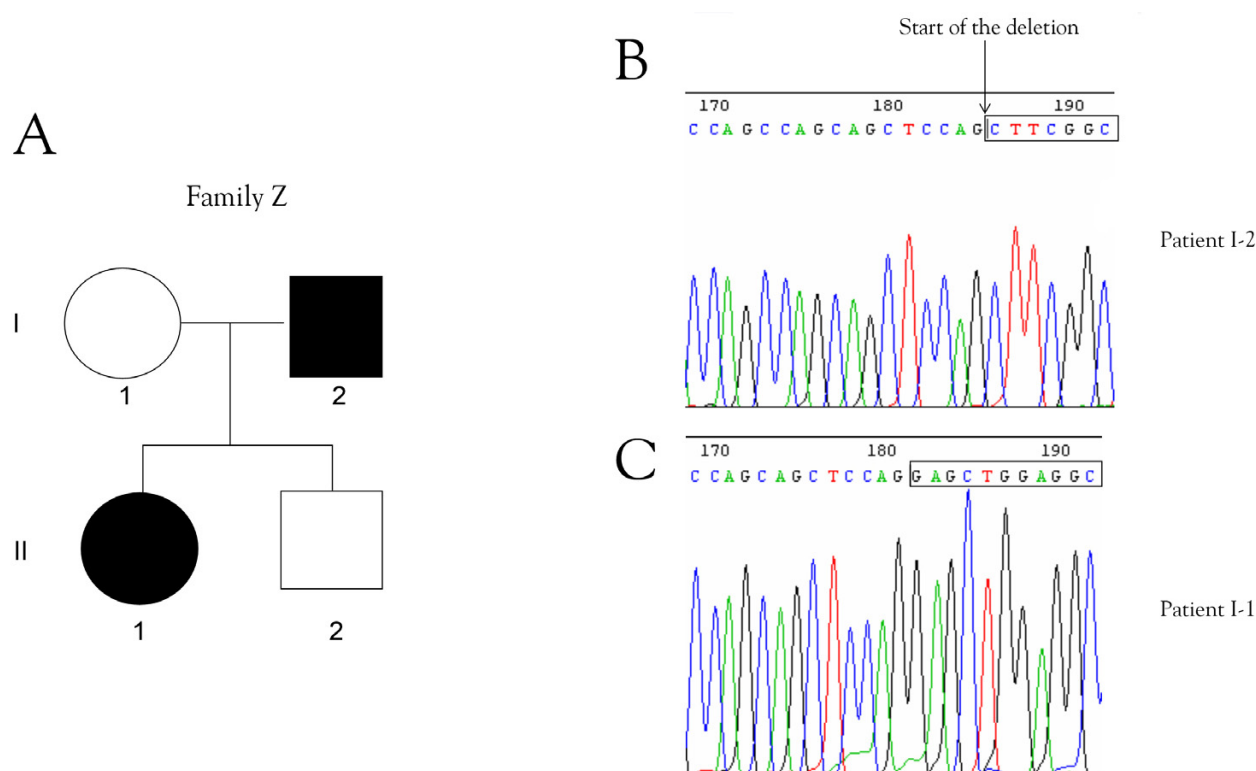 A
Family Z
I
1
2
II
1
2
B
Start of the deletion
170 180 190
C C A G C C A G C A G C T C C A G C T T C G G C
Patient I-2
C
170 180 190
C C A G C A G C T C C A G G A G C T G G A G G C
Patient I-1